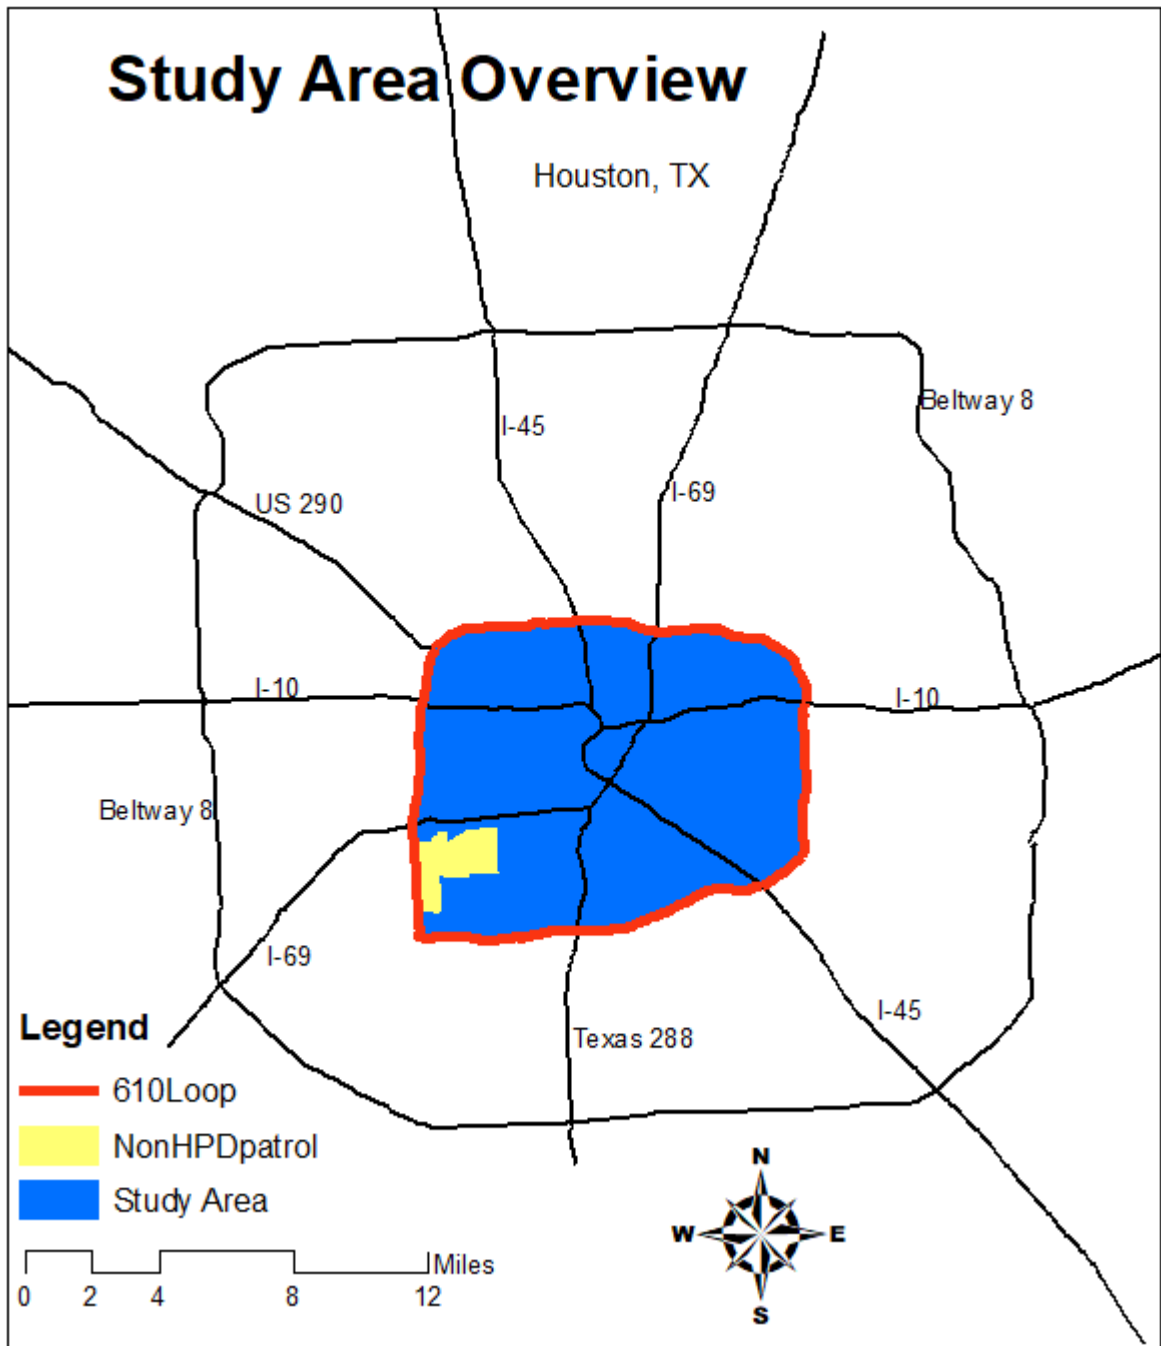 Study Area Overview
Houston, TX
Beltway 8
I-45
I-69
US 290
I-10
I-10
Beltway 8
I-69
I-45
Texas 288
Legend
610Loop
NonHPDpatrol
Study Area
Miles
0 2 4 8 12
N
W E
S